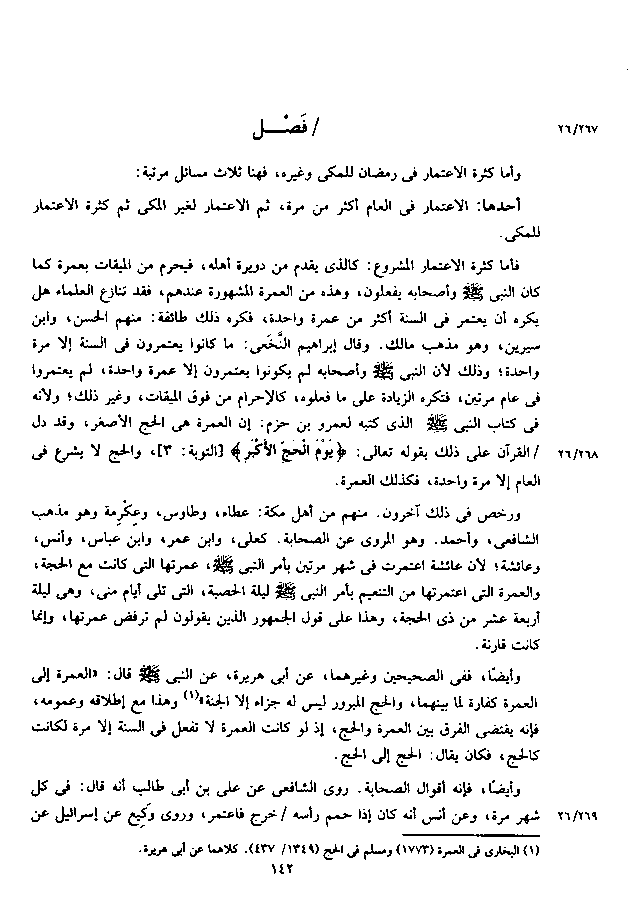 ٢٦/٢٦٧
/ فَصْـــل
وأما كثرة الاعتمار فى رمضان للمكى وغيره، فهنا ثلاث مسائل مرتبة:
أحدها: الاعتمار فى العام أكثر من مرة، ثم الاعتمار لغير المكى ثم كثرة الاعتمار
للمكى.
فأما كثرة الاعتمار المشروع: كالذى يقدم من دويرة أهله، فيحرم من الميقات بعمرة كما
كان النبى ﷺ وأصحابه يفعلون، وهذه من العمرة المشهورة عندهم، فقد تنازع العلماء هل
يكره أن يعتمر فى السنة أكثر من عمرة واحدة، فكره ذلك طائفة: منهم الحسن، وابن
سيرين، وهو مذهب مالك. وقال إبراهيم النَّخَعى: ما كانوا يعتمرون فى السنة إلا مرة
واحدة؛ وذلك لأن النبى ﷺ وأصحابه لم يكونوا يعتمرون إلا عمرة واحدة، لم يعتمروا
فى عام مرتين، فتكره الزيادة على ما فعلوه، كالإحرام من فوق الميقات، وغير ذلك؛ ولأنه
فى كتاب النبى ﷺ الذى كتبه لعمرو بن حزم: إن العمرة هى الحج الأصغر، وقد دل
٢٦/٢٦٨ / القرآن على ذلك بقوله تعالى: ﴿ يَوْمَ الْحَجِّ الأَكْبَرِ ﴾ [التوبة: ٣]، والحج لا يشرع فى
العام إلا مرة واحدة، فكذلك العمرة.
ورخص فى ذلك آخرون. منهم من أهل مكة: عطاء، وطاوس، وعِكْرِمة وهو مذهب
الشافعى، وأحمد. وهو المروى عن الصحابة. كعلى، وابن عمر، وابن عباس، وأنس،
وعائشة؛ لأن عائشة اعتمرت فى شهر مرتين بأمر النبى ﷺ، عمرتها التى كانت مع الحجة،
والعمرة التى اعتمرتها من التنعيم بأمر النبى ﷺ ليلة الحصبة، التى تلى أيام منى، وهى ليلة
أربعة عشر من ذى الحجة، وهذا على قول الجمهور الذين يقولون لم ترفض عمرتها، وإنما
كانت قارنة.
وأيضًا، ففى الصحيحين وغيرهما، عن أبى هريرة، عن النبى ﷺ قال: «العمرة إلى
العمرة كفارة لما بينهما، والحج المبرور ليس له جزاء إلا الجنة»(١) وهذا مع إطلاقه وعمومه،
فإنه يقتضى الفرق بين العمرة والحج، إذ لو كانت العمرة لا تفعل فى السنة إلا مرة لكانت
كالحج، فكان يقال: الحج إلى الحج.
وأيضًا، فإنه أقوال الصحابة. روى الشافعى عن على بن أبى طالب أنه قال: فى كل
٢٦/٢٦٩ شهر مرة، وعن أنس أنه كان إذا حمم رأسه / خرج فاعتمر، وروى وكيع عن إسرائيل عن
(١) البخارى فى العمرة (١٧٧٣) ومسلم فى الحج (١٣٤٩/ ٤٣٧). كلاهما عن أبى هريرة.
١٤٢